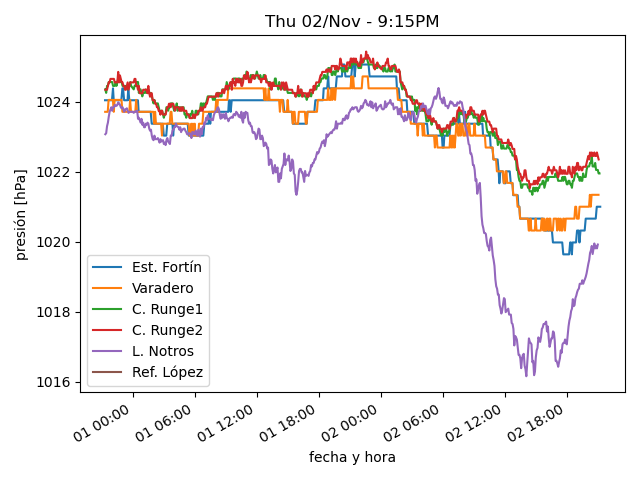 Thu 02/Nov - 9:15PM
presión [hPa]
1024
1022
1020
1018
1016
Est. Fortín
Varadero
C. Runge1
C. Runge2
L. Notros
Ref. López
01 00:00
01 06:00
01 12:00
01 18:00
02 00:00
02 06:00
02 12:00
02 18:00
fecha y hora